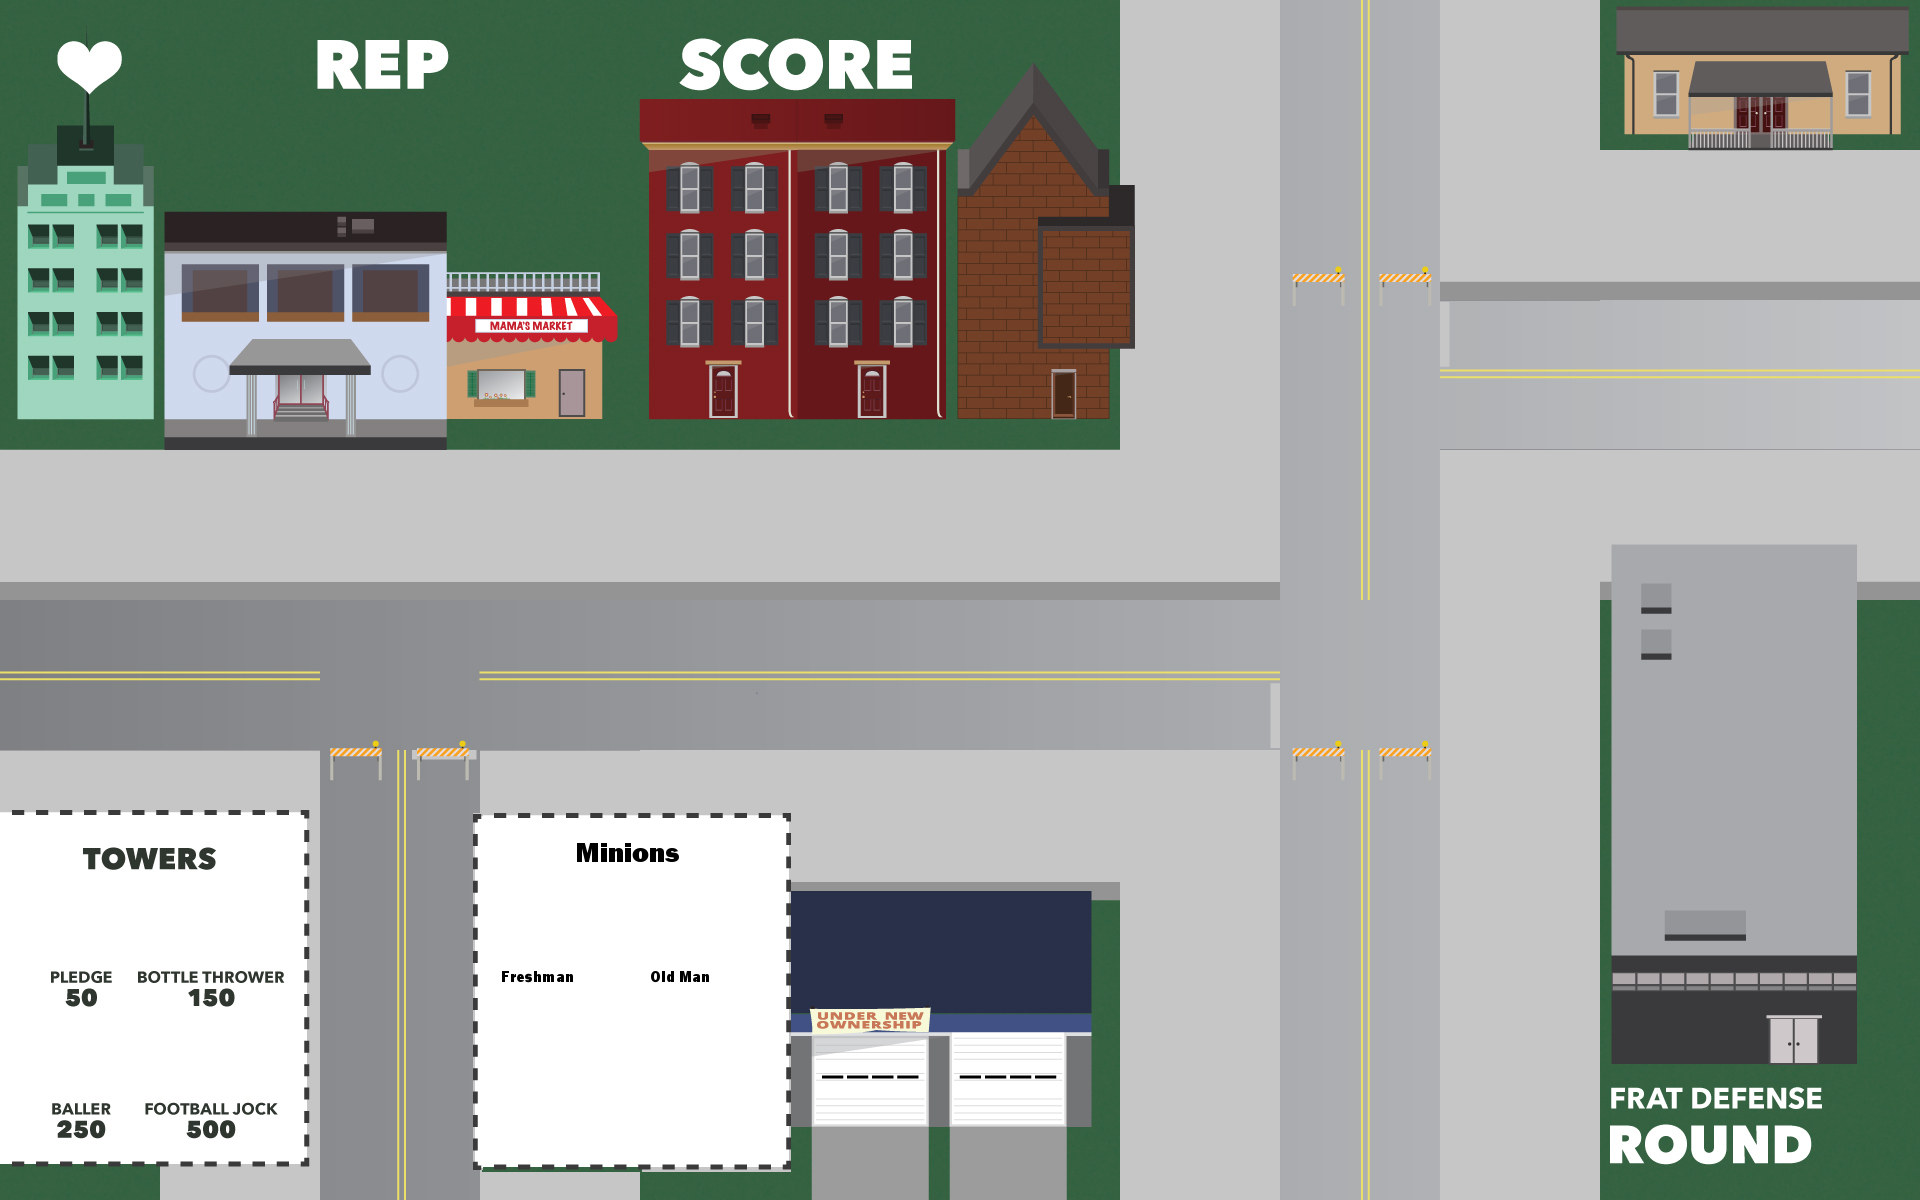 REP
SCORE
MAMA'S MARKET
TOWERS
PLEDGE
50
BOTTLE THROWER
150
BALLER
250
FOOTBALL JOCK
500
Minions
Freshman
Old Man
UNDER NEW
OWNERSHIP
FRAT DEFENSE
ROUND